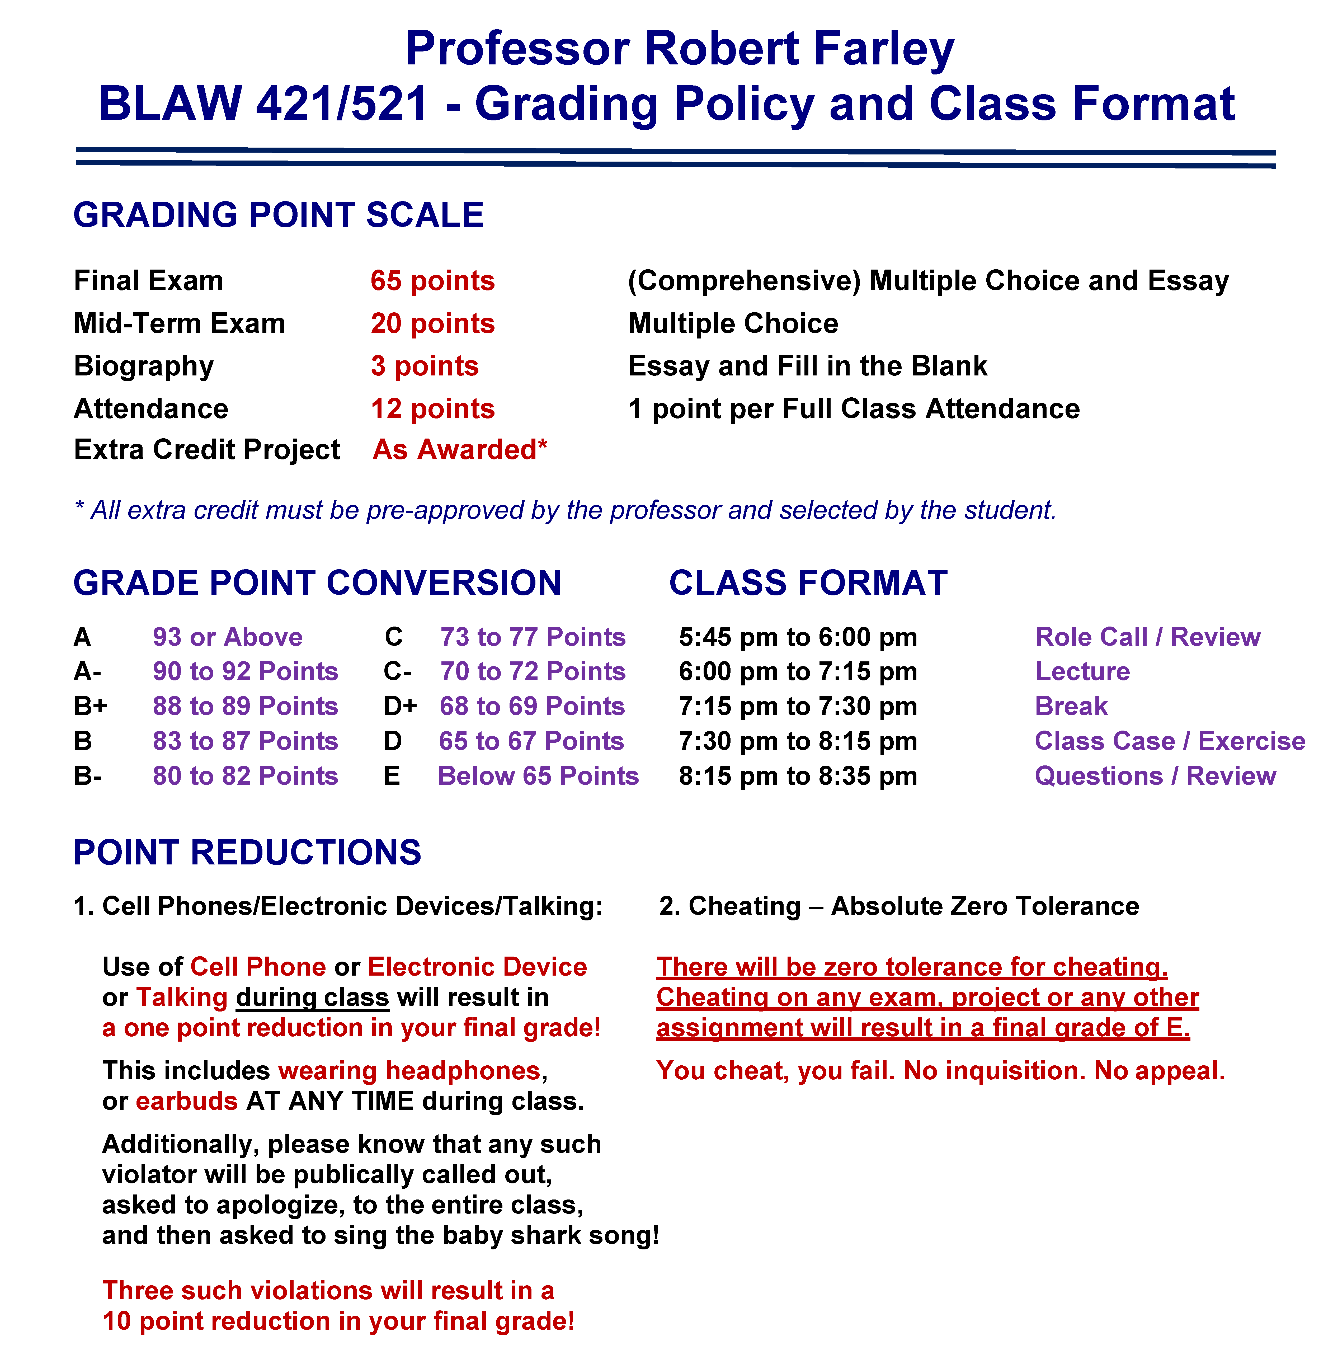 Professor Robert Farley
BLAW 421/521 - Grading Policy and Class Format
GRADING POINT SCALE
Final Exam 65 points (Comprehensive) Multiple Choice and Essay
Mid-Term Exam 20 points Multiple Choice
Biography 3 points Essay and Fill in the Blank
Attendance 12 points 1 point per Full Class Attendance
Extra Credit Project As Awarded*
* All extra credit must be pre-approved by the professor and selected by the student.
GRADE POINT CONVERSION
A 93 or Above C 73 to 77 Points
A- 90 to 92 Points C- 70 to 72 Points
B+ 88 to 89 Points D+ 68 to 69 Points
B 83 to 87 Points D 65 to 67 Points
B- 80 to 82 Points E Below 65 Points
CLASS FORMAT
5:45 pm to 6:00 pm Role Call / Review
6:00 pm to 7:15 pm Lecture
7:15 pm to 7:30 pm Break
7:30 pm to 8:15 pm Class Case / Exercise
8:15 pm to 8:35 pm Questions / Review
POINT REDUCTIONS
1. Cell Phones/Electronic Devices/Talking:
Use of Cell Phone or Electronic Device
or Talking during class will result in
a one point reduction in your final grade!
This includes wearing headphones,
or earbuds AT ANY TIME during class.
Additionally, please know that any such
violator will be publically called out,
asked to apologize, to the entire class,
and then asked to sing the baby shark song!
Three such violations will result in a
10 point reduction in your final grade!
2. Cheating – Absolute Zero Tolerance
There will be zero tolerance for cheating.
Cheating on any exam, project or any other
assignment will result in a final grade of E.
You cheat, you fail. No inquisition. No appeal.